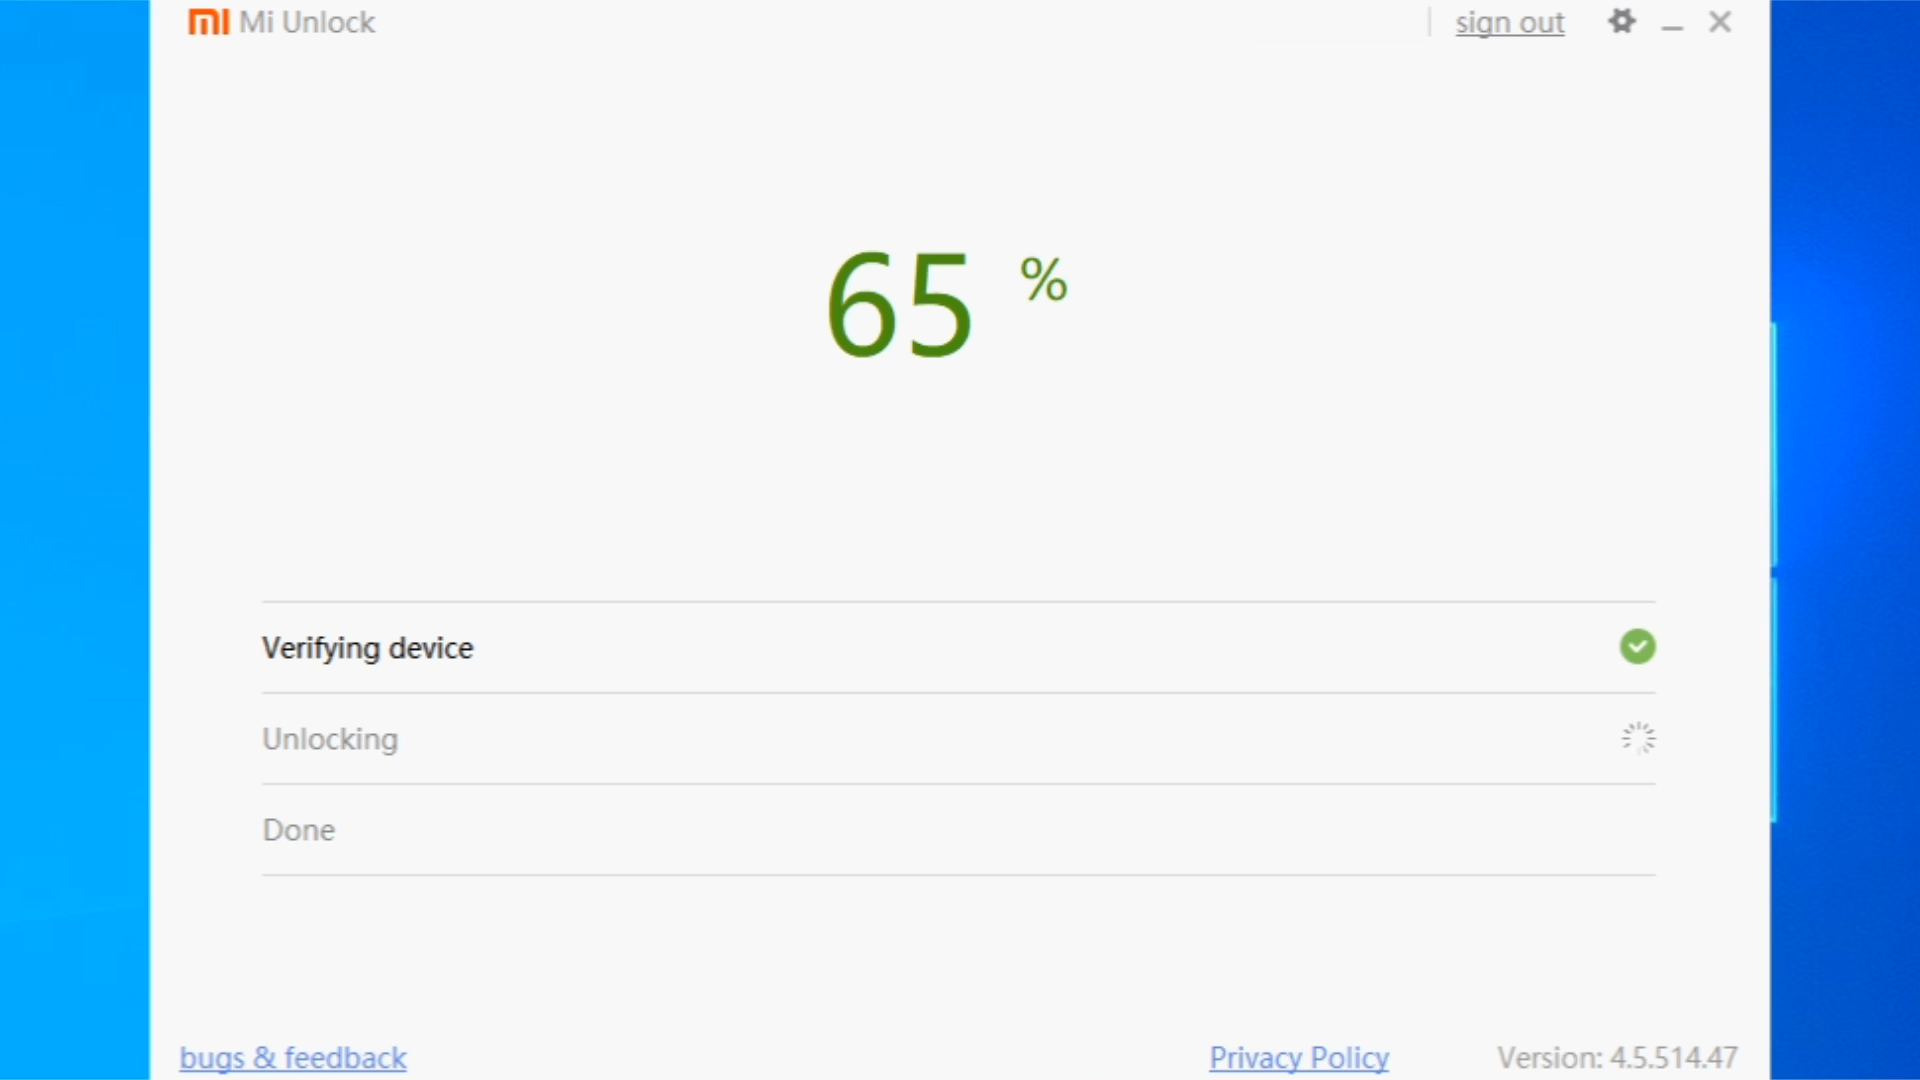 mi Mi Unlock
sign out
65 %
Verifying device
Unlocking
Done
bugs & feedback
Privacy Policy
Version: 4.5.514.47